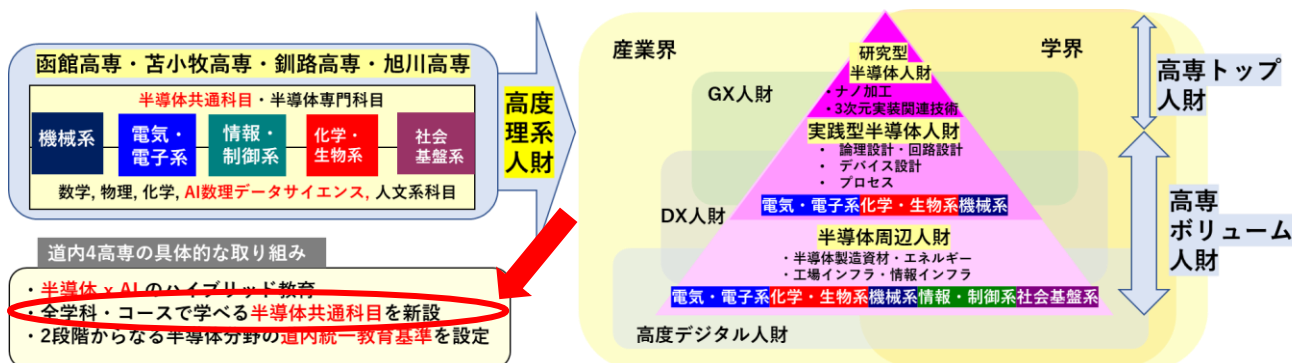 函館高専・苫小牧高専・釧路高専・旭川高専
半導体共通科目・半導体専門科目
機械系
電気・
電子系
情報・
制御系
化学・
生物系
社会
基盤系
数学, 物理, 化学, AI数理データサイエンス, 人文系科目
高度
理系
人財
道内4高専の具体的な取り組み
・半導体 x AI のハイブリッド教育
・全学科・コースで学べる半導体共通科目を新設
・2段階からなる半導体分野の道内統一教育基準を設定
産業界
学界
GX人財
DX人財
高度デジタル人財
研究型
半導体人財
・ナノ加工
・3次元実装関連技術
実践型半導体人財
• 論理設計・回路設計
• デバイス設計
• プロセス
電気・電子系化学・生物系機械系
半導体周辺人財
・半導体製造資材・エネルギー
・工場インフラ・情報インフラ
電気・電子系化学・生物系機械系情報・制御系社会基盤系
高専トップ
人財
高専
ボリューム
人財